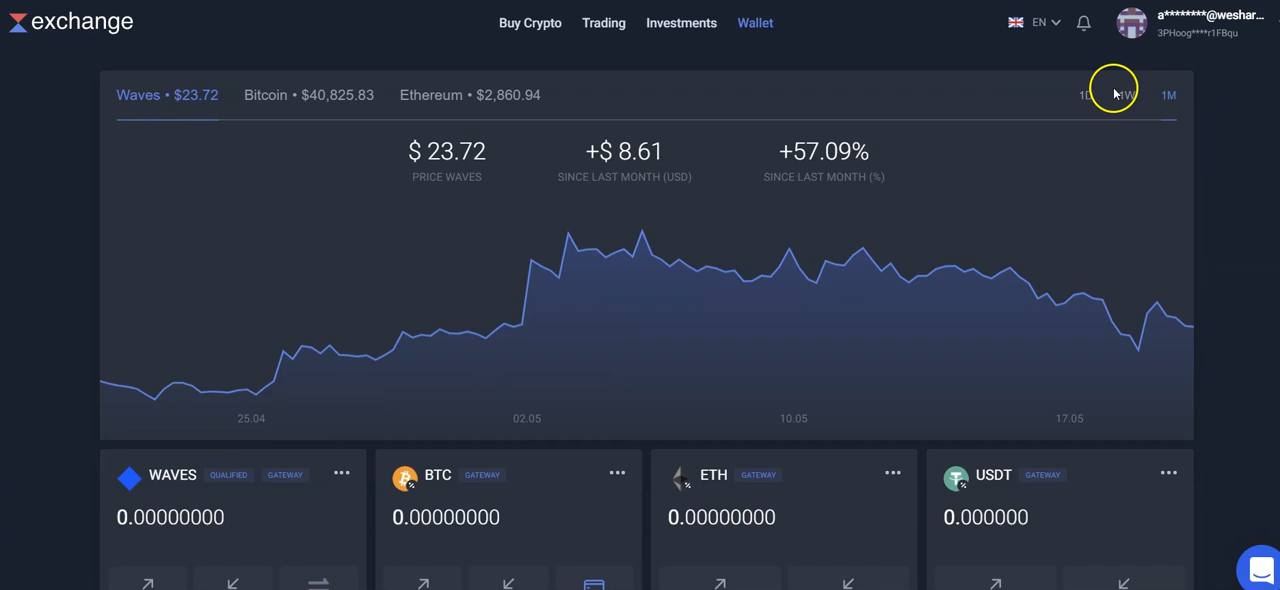 exchange
Buy Crypto Trading Investments Wallet
EN
a********@weshar...
3PHoog****r1FBqu
Waves • $23.72 Bitcoin • $40,825.83 Ethereum • $2,860.94
1D 1W 1M
$ 23.72 +$ 8.61 +57.09%
PRICE WAVES SINCE LAST MONTH (USD) SINCE LAST MONTH (%)
25.04 02.05 10.05 17.05
WAVES QUALIFIED GATEWAY BTC GATEWAY ETH GATEWAY USDT GATEWAY
0.00000000 0.00000000 0.00000000 0.000000